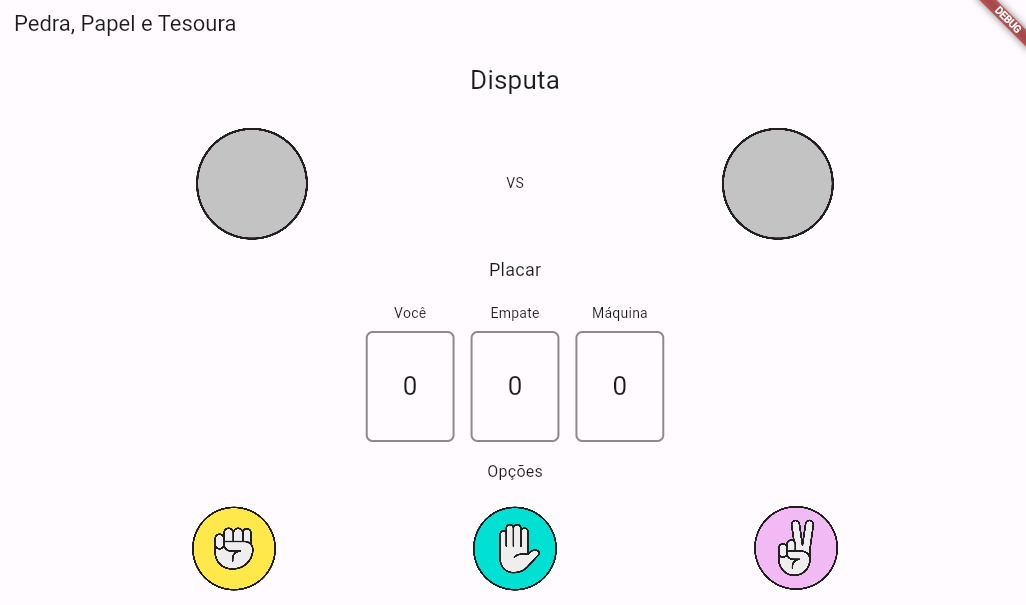 Pedra, Papel e Tesoura
DEBUG
Disputa
VS
Placar
Você Empate Máquina
0 0 0
Opções